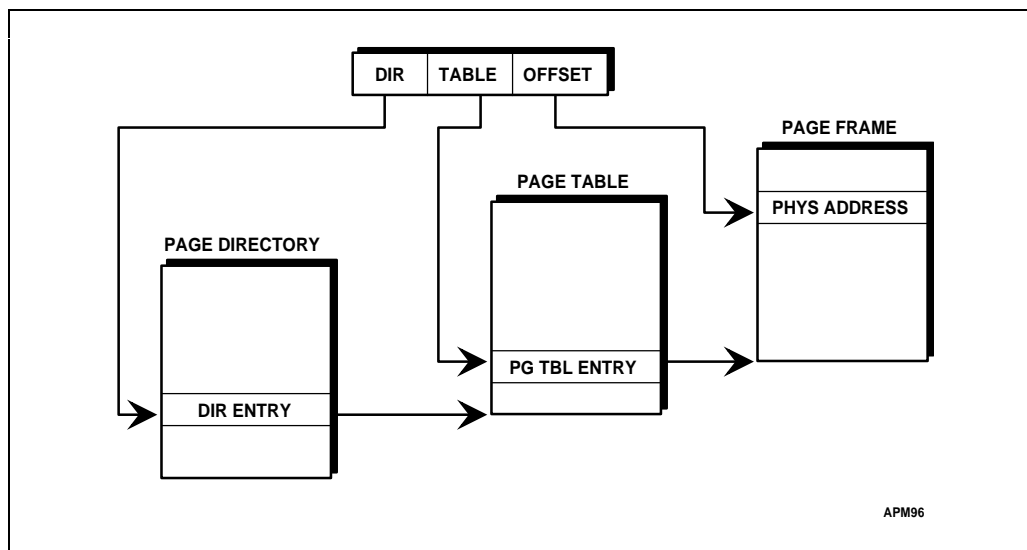 DIR TABLE OFFSET
PAGE FRAME
PHYS ADDRESS
PAGE TABLE
PG TBL ENTRY
PAGE DIRECTORY
DIR ENTRY
APM96